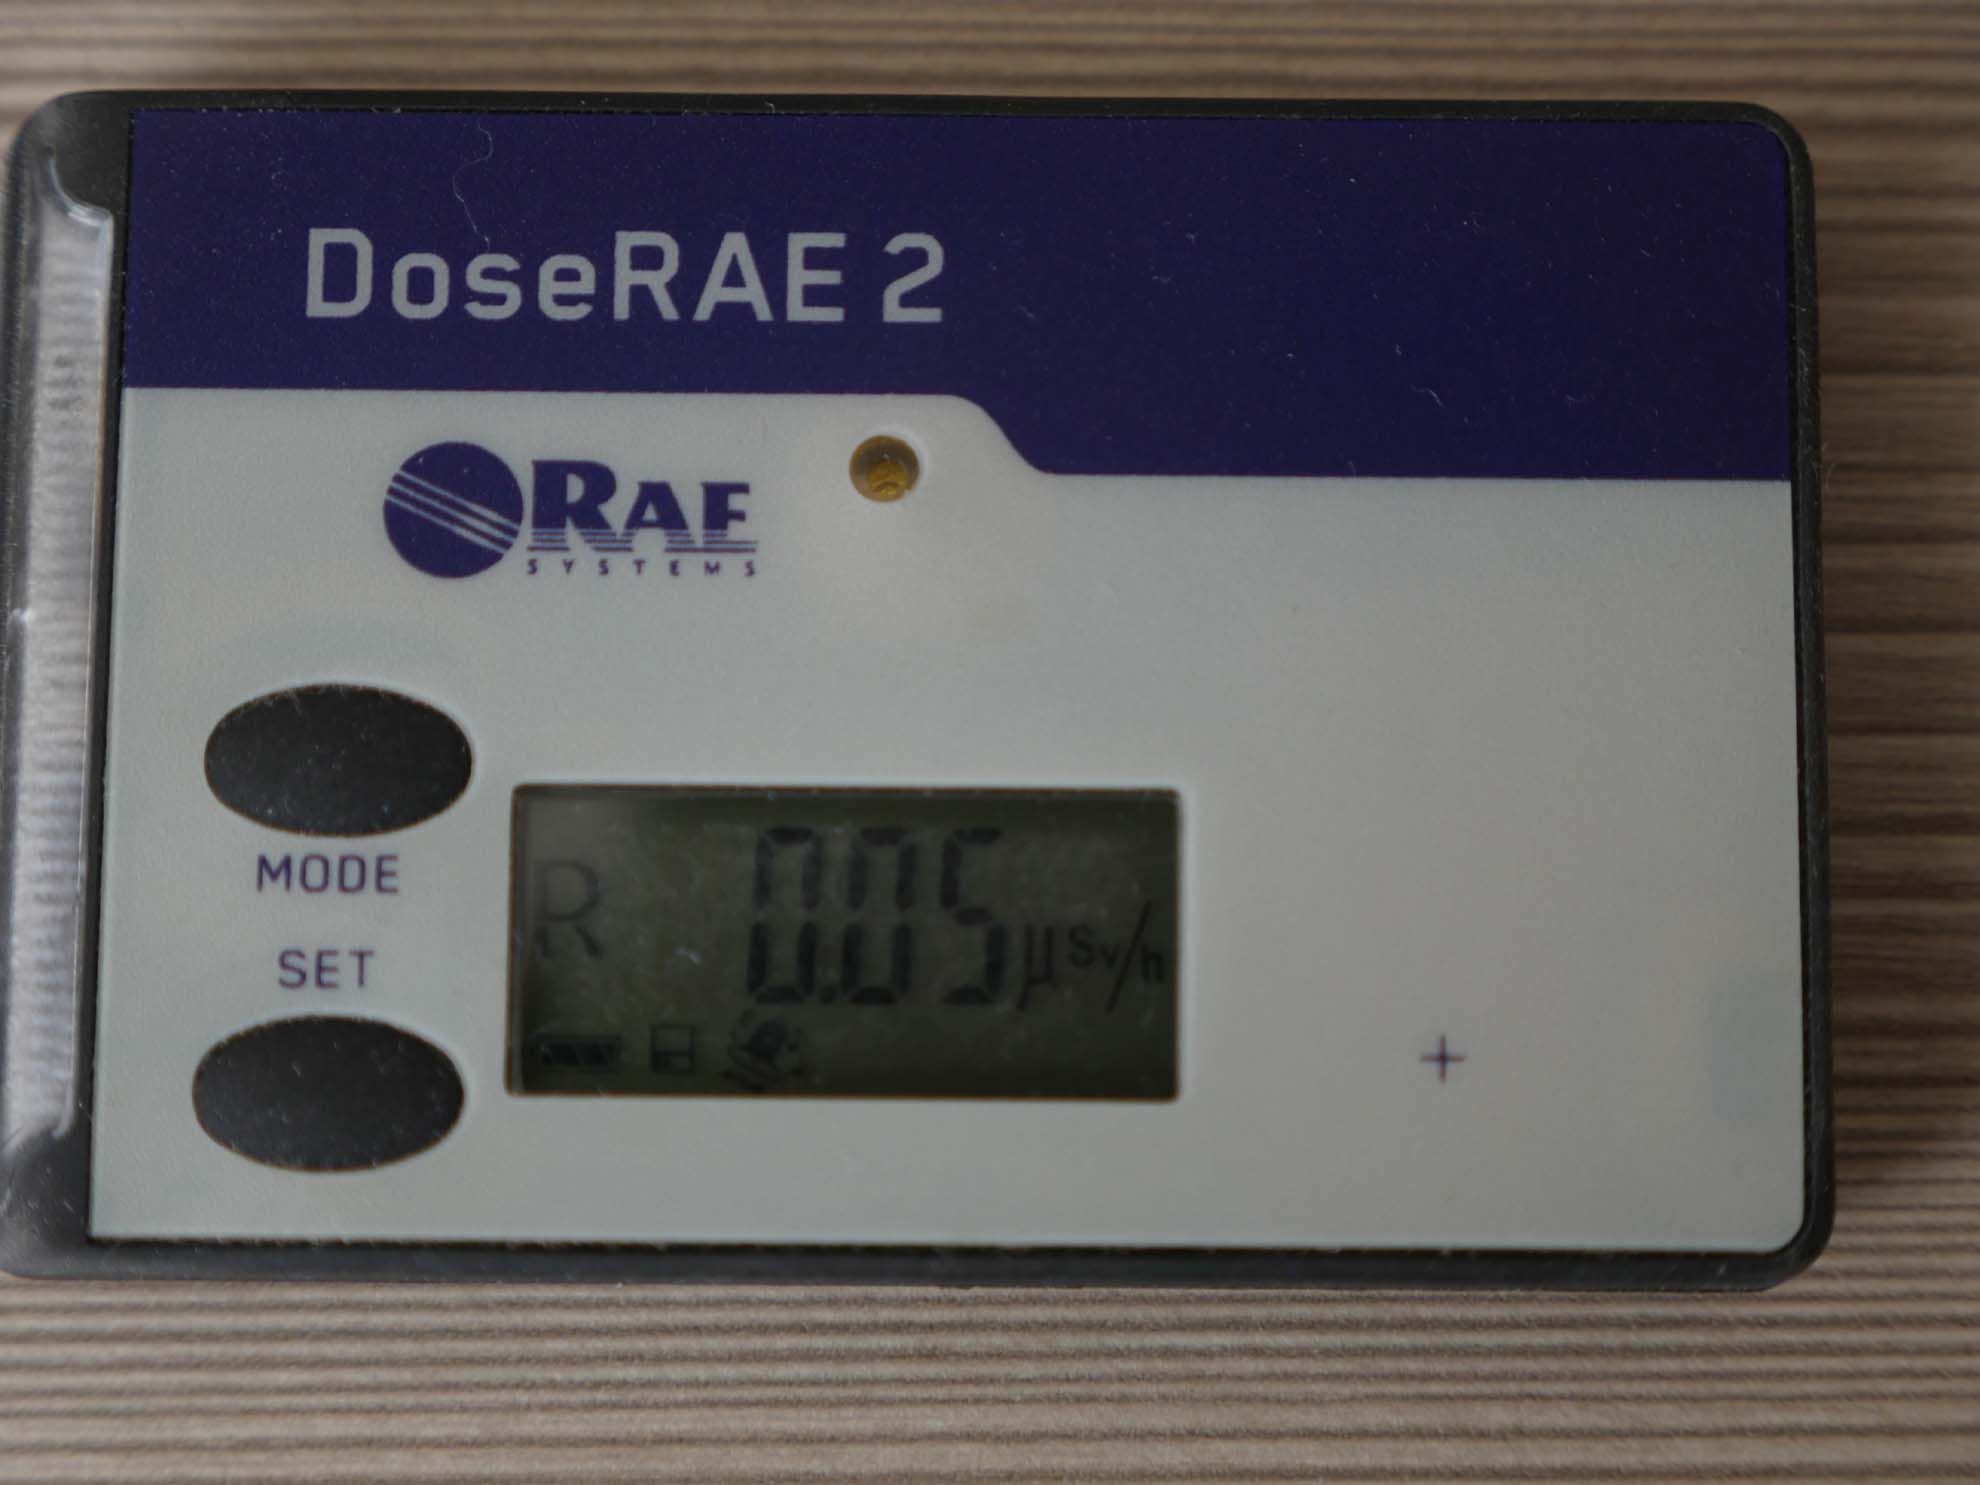 DoseRAE 2
RAE
SYSTEMS
MODE
SET
R 0.05 µSv/h
+